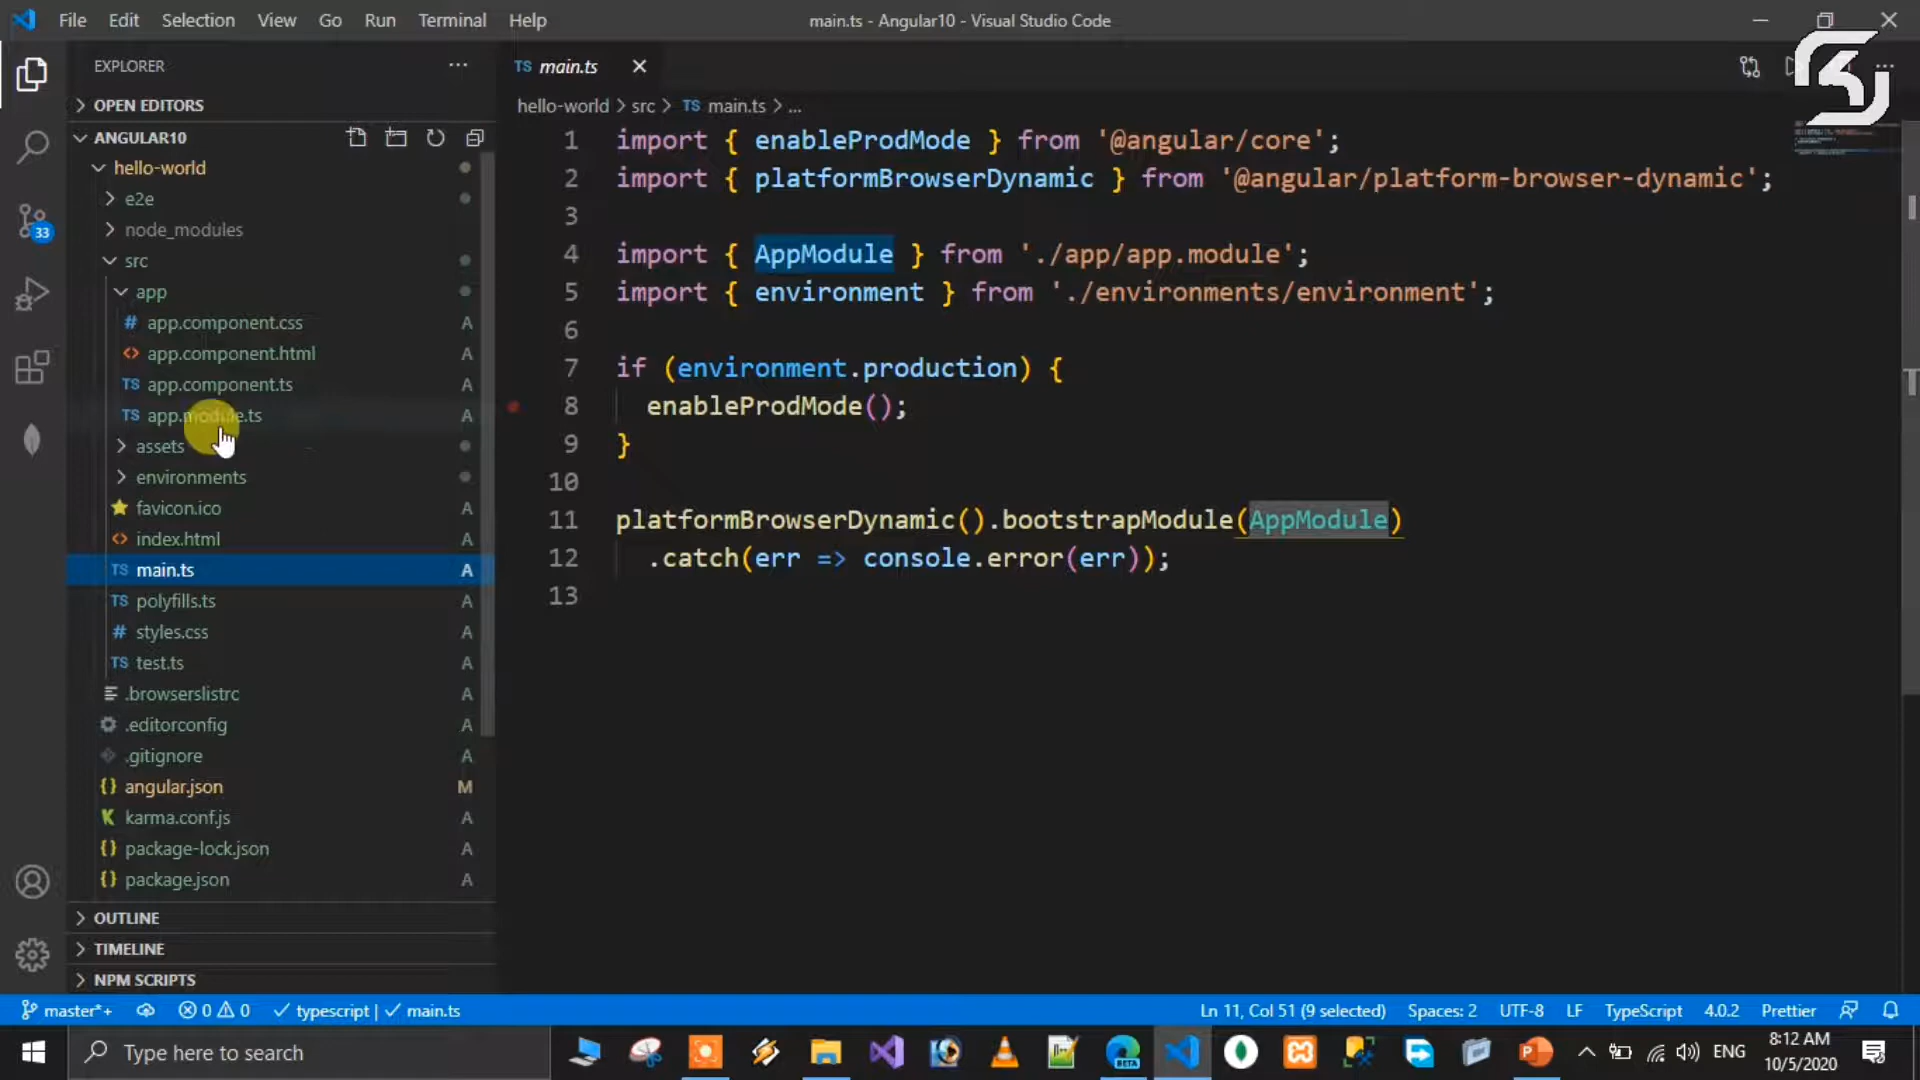 File Edit Selection View Go Run Terminal Help
main.ts - Angular10 - Visual Studio Code
EXPLORER
OPEN EDITORS
ANGULAR10
hello-world
e2e
node_modules
src
app
app.component.css A
app.component.html A
app.component.ts A
app.module.ts A
assets
environments
favicon.ico A
index.html A
main.ts A
polyfills.ts A
styles.css A
test.ts A
.browserslistrc A
.editorconfig A
.gitignore A
angular.json M
karma.conf.js A
package-lock.json A
package.json A
OUTLINE
TIMELINE
NPM SCRIPTS
33
TS main.ts
hello-world > src > TS main.ts > ...
1 import { enableProdMode } from '@angular/core';
2 import { platformBrowserDynamic } from '@angular/platform-browser-dynamic';
3
4 import { AppModule } from './app/app.module';
5 import { environment } from './environments/environment';
6
7 if (environment.production) {
8 enableProdMode();
9 }
10
11 platformBrowserDynamic().bootstrapModule(AppModule)
12 .catch(err => console.error(err));
13
master*+ 0 0 typescript | main.ts
Ln 11, Col 51 (9 selected) Spaces: 2 UTF-8 LF TypeScript 4.0.2 Prettier
Type here to search
BETA
ENG
8:12 AM
10/5/2020